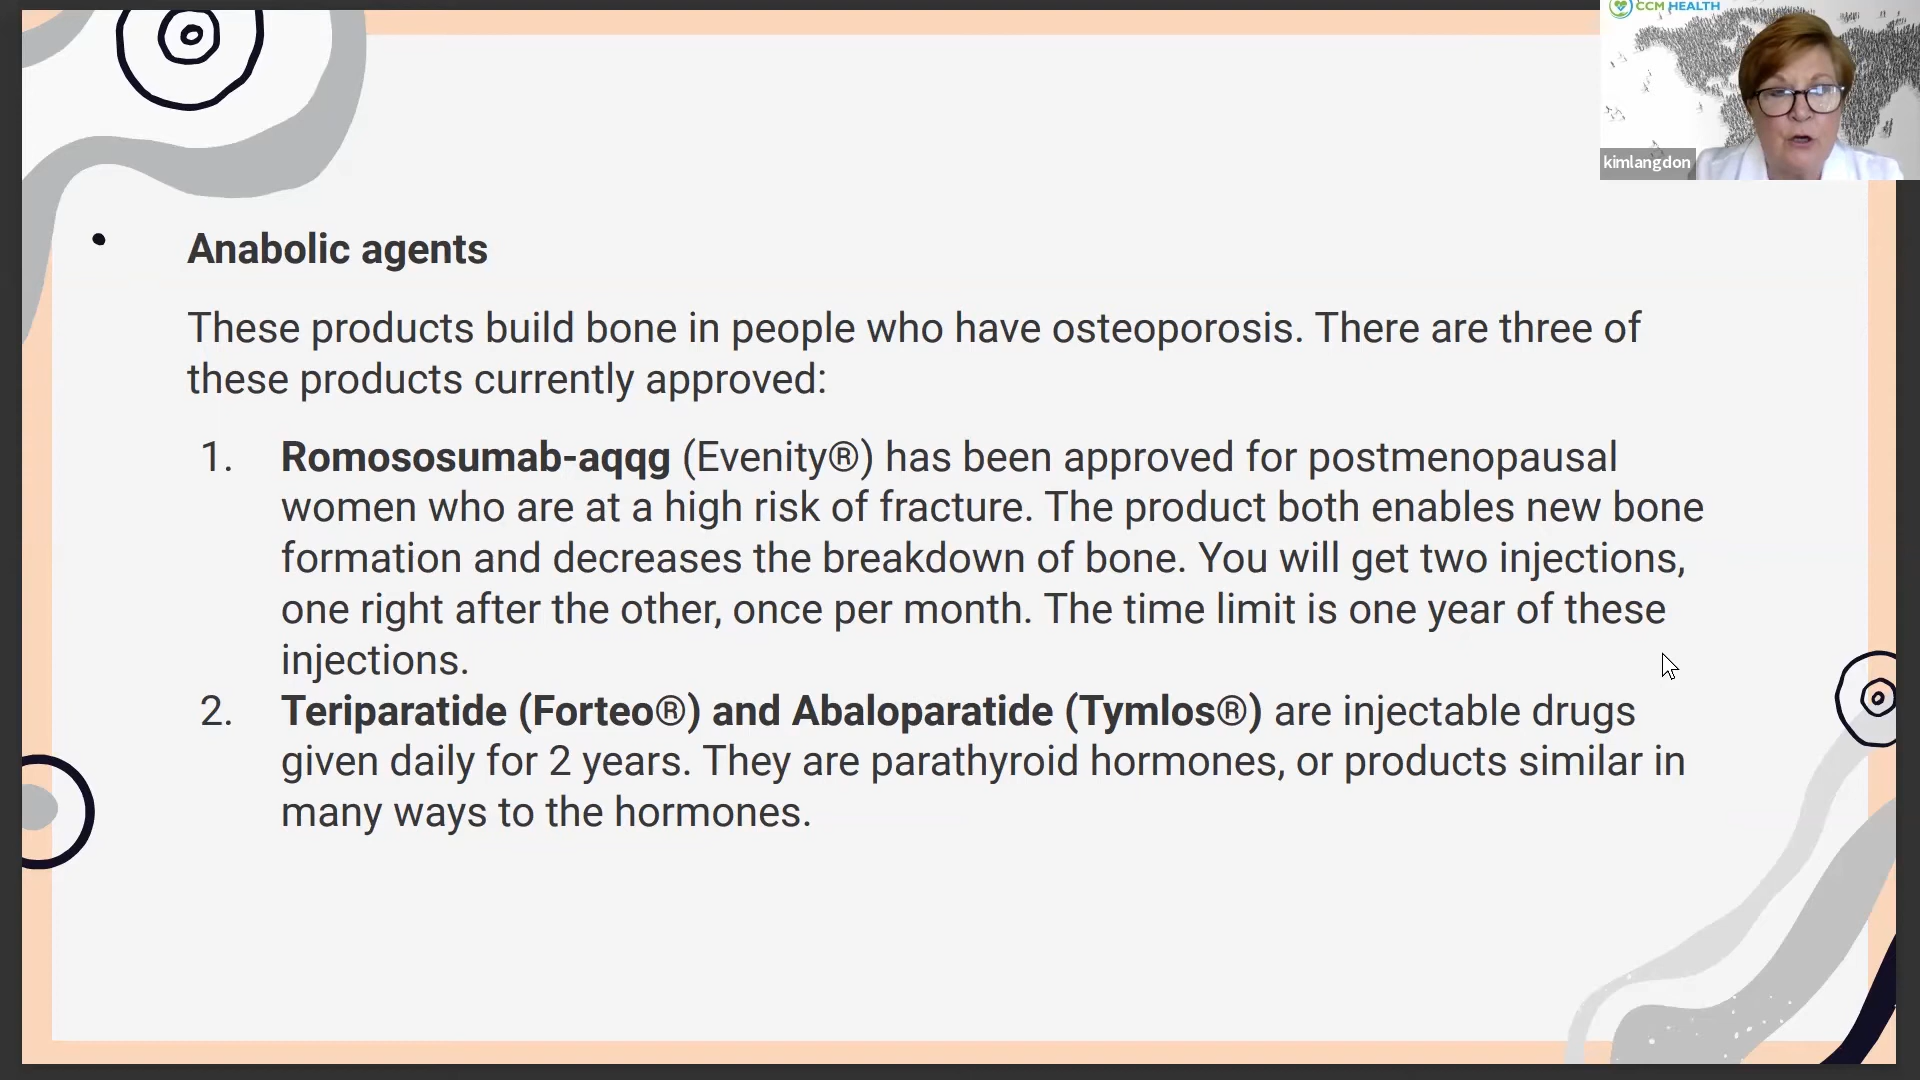 CCM HEALTH
kimlangdon
• Anabolic agents
These products build bone in people who have osteoporosis. There are three of
these products currently approved:
1. Romososumab-aqqg (Evenity®) has been approved for postmenopausal
women who are at a high risk of fracture. The product both enables new bone
formation and decreases the breakdown of bone. You will get two injections,
one right after the other, once per month. The time limit is one year of these
injections.
2. Teriparatide (Forteo®) and Abaloparatide (Tymlos®) are injectable drugs
given daily for 2 years. They are parathyroid hormones, or products similar in
many ways to the hormones.